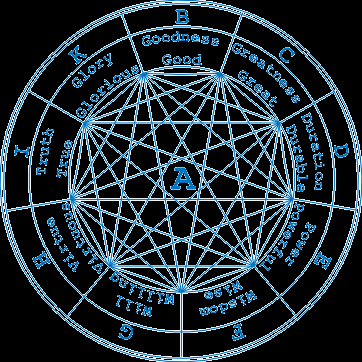 B
Goodness
Good
C
Greatness
Great
D
Duration
Durable
E
Power
Powerful
F
Wisdom
Wise
G
Will
Willing
H
Virtue
Virtuous
I
Truth
True
K
Glory
Glorious
A